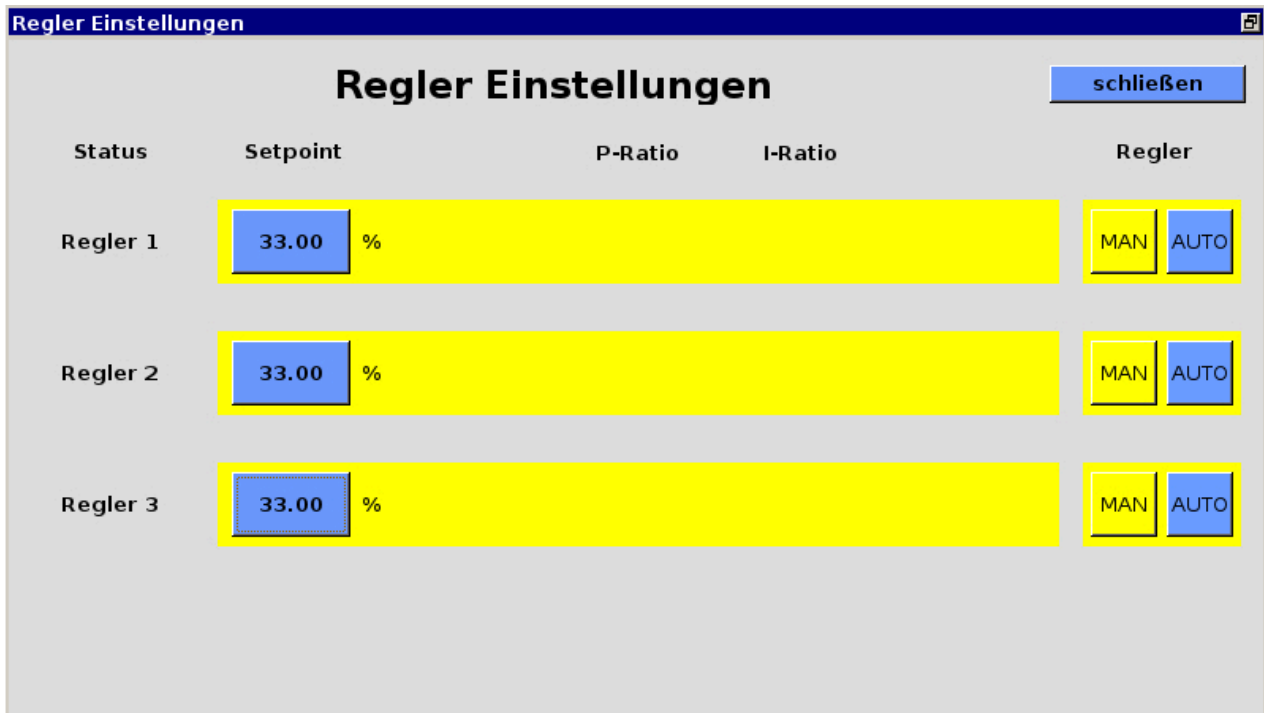 Regler Einstellungen
Regler Einstellungen
schließen
Status Setpoint P-Ratio I-Ratio Regler
Regler 1 33.00 % MAN AUTO
Regler 2 33.00 % MAN AUTO
Regler 3 33.00 % MAN AUTO